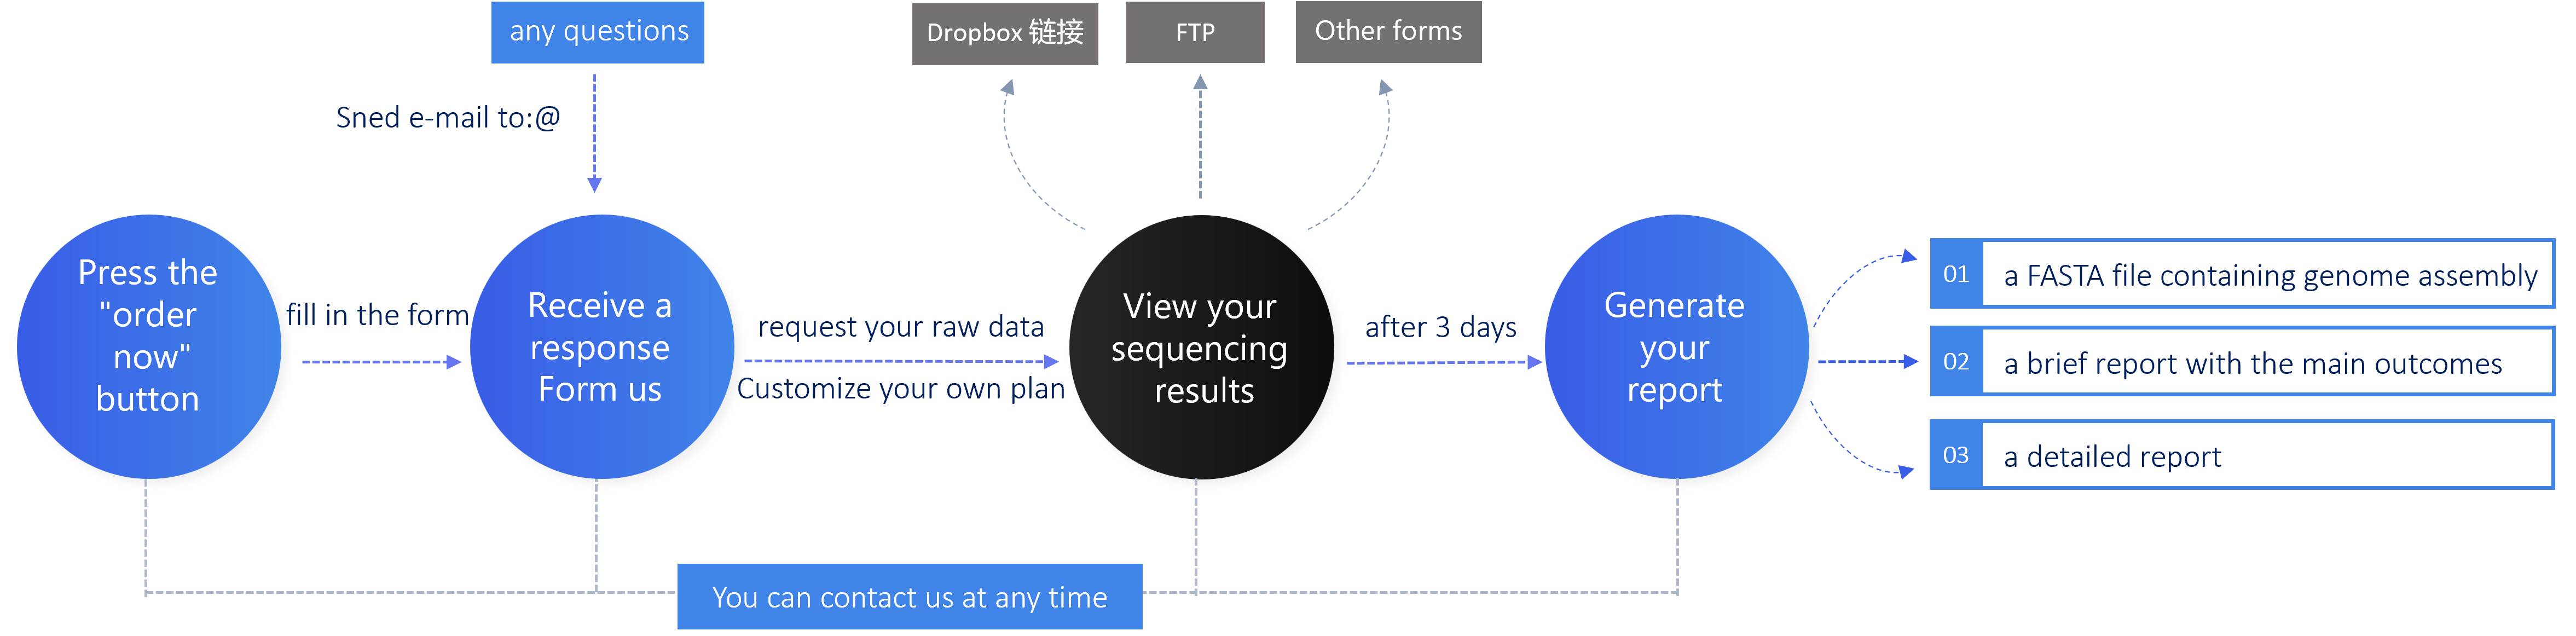 any questions
Dropbox 链接
FTP
Other forms
Sned e-mail to:@
Press the
"order
now"
button
fill in the form
Receive a
response
Form us
request your raw data
Customize your own plan
View your
sequencing
results
after 3 days
Generate
your
report
01 a FASTA file containing genome assembly
02 a brief report with the main outcomes
03 a detailed report
You can contact us at any time